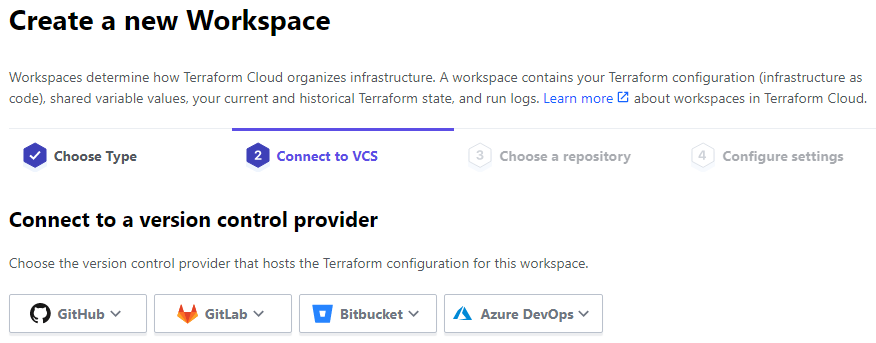 Create a new Workspace
Workspaces determine how Terraform Cloud organizes infrastructure. A workspace contains your Terraform configuration (infrastructure as
code), shared variable values, your current and historical Terraform state, and run logs. Learn more about workspaces in Terraform Cloud.
Choose Type 2 Connect to VCS 3 Choose a repository 4 Configure settings
Connect to a version control provider
Choose the version control provider that hosts the Terraform configuration for this workspace.
GitHub GitLab Bitbucket Azure DevOps